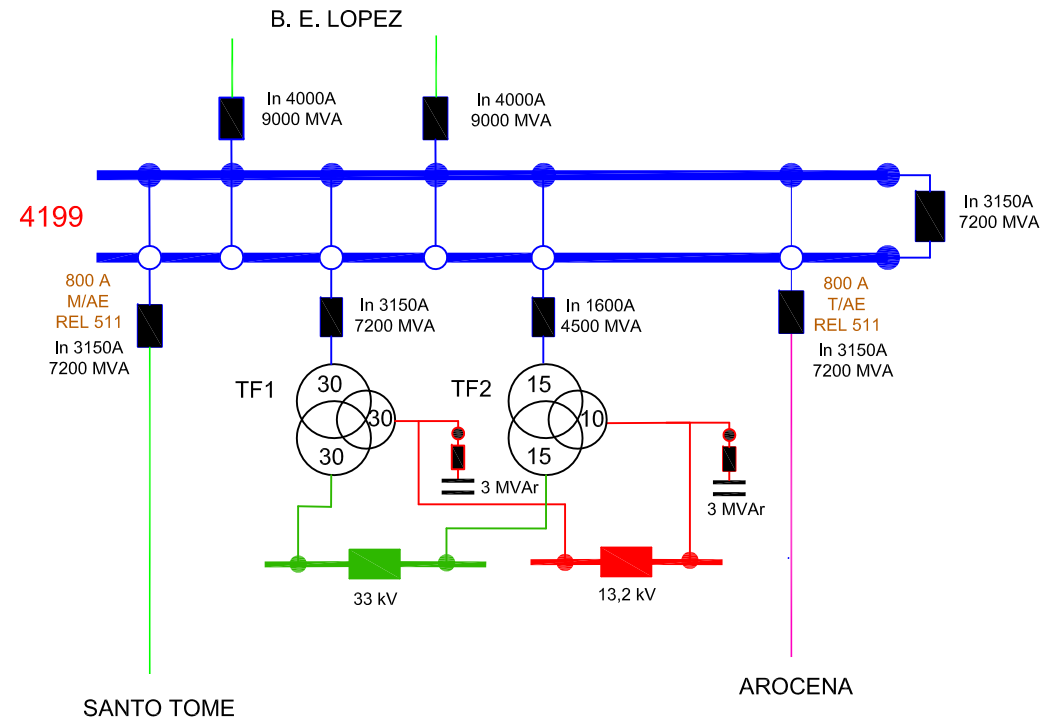 B. E. LOPEZ
In 4000A
9000 MVA
In 4000A
9000 MVA
4199
In 3150A
7200 MVA
800 A
M/AE
REL 511
In 3150A
7200 MVA
In 3150A
7200 MVA
In 1600A
4500 MVA
800 A
T/AE
REL 511
In 3150A
7200 MVA
TF1
30
30
30
TF2
15
10
15
3 MVAr
3 MVAr
33 kV
13,2 kV
SANTO TOME
AROCENA